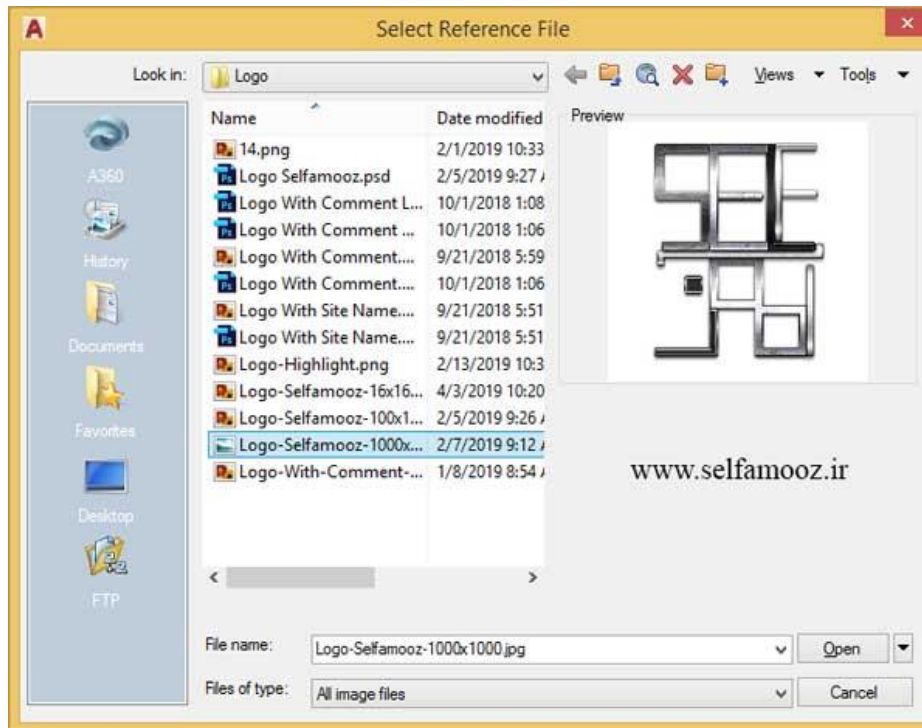 Select Reference File
Look in:
Logo
Views
Tools
A360
History
Documents
Favorites
Desktop
FTP
Name Date modified
14.png 2/1/2019 10:33
Logo Selfamooz.psd 2/5/2019 9:27
Logo With Comment L... 10/1/2018 1:08
Logo With Comment ... 10/1/2018 1:06
Logo With Comment.... 9/21/2018 5:59
Logo With Comment.... 10/1/2018 1:06
Logo With Site Name.... 9/21/2018 5:51
Logo With Site Name.... 9/21/2018 5:51
Logo-Highlight.png 2/13/2019 10:3
Logo-Selfamooz-16x16... 4/3/2019 10:20
Logo-Selfamooz-100x1... 2/5/2019 9:26
Logo-Selfamooz-1000x... 2/7/2019 9:12
Logo-With-Comment-... 1/8/2019 8:54
Preview
www.selfamooz.ir
File name: Logo-Selfamooz-1000x1000.jpg Open
Files of type: All image files Cancel